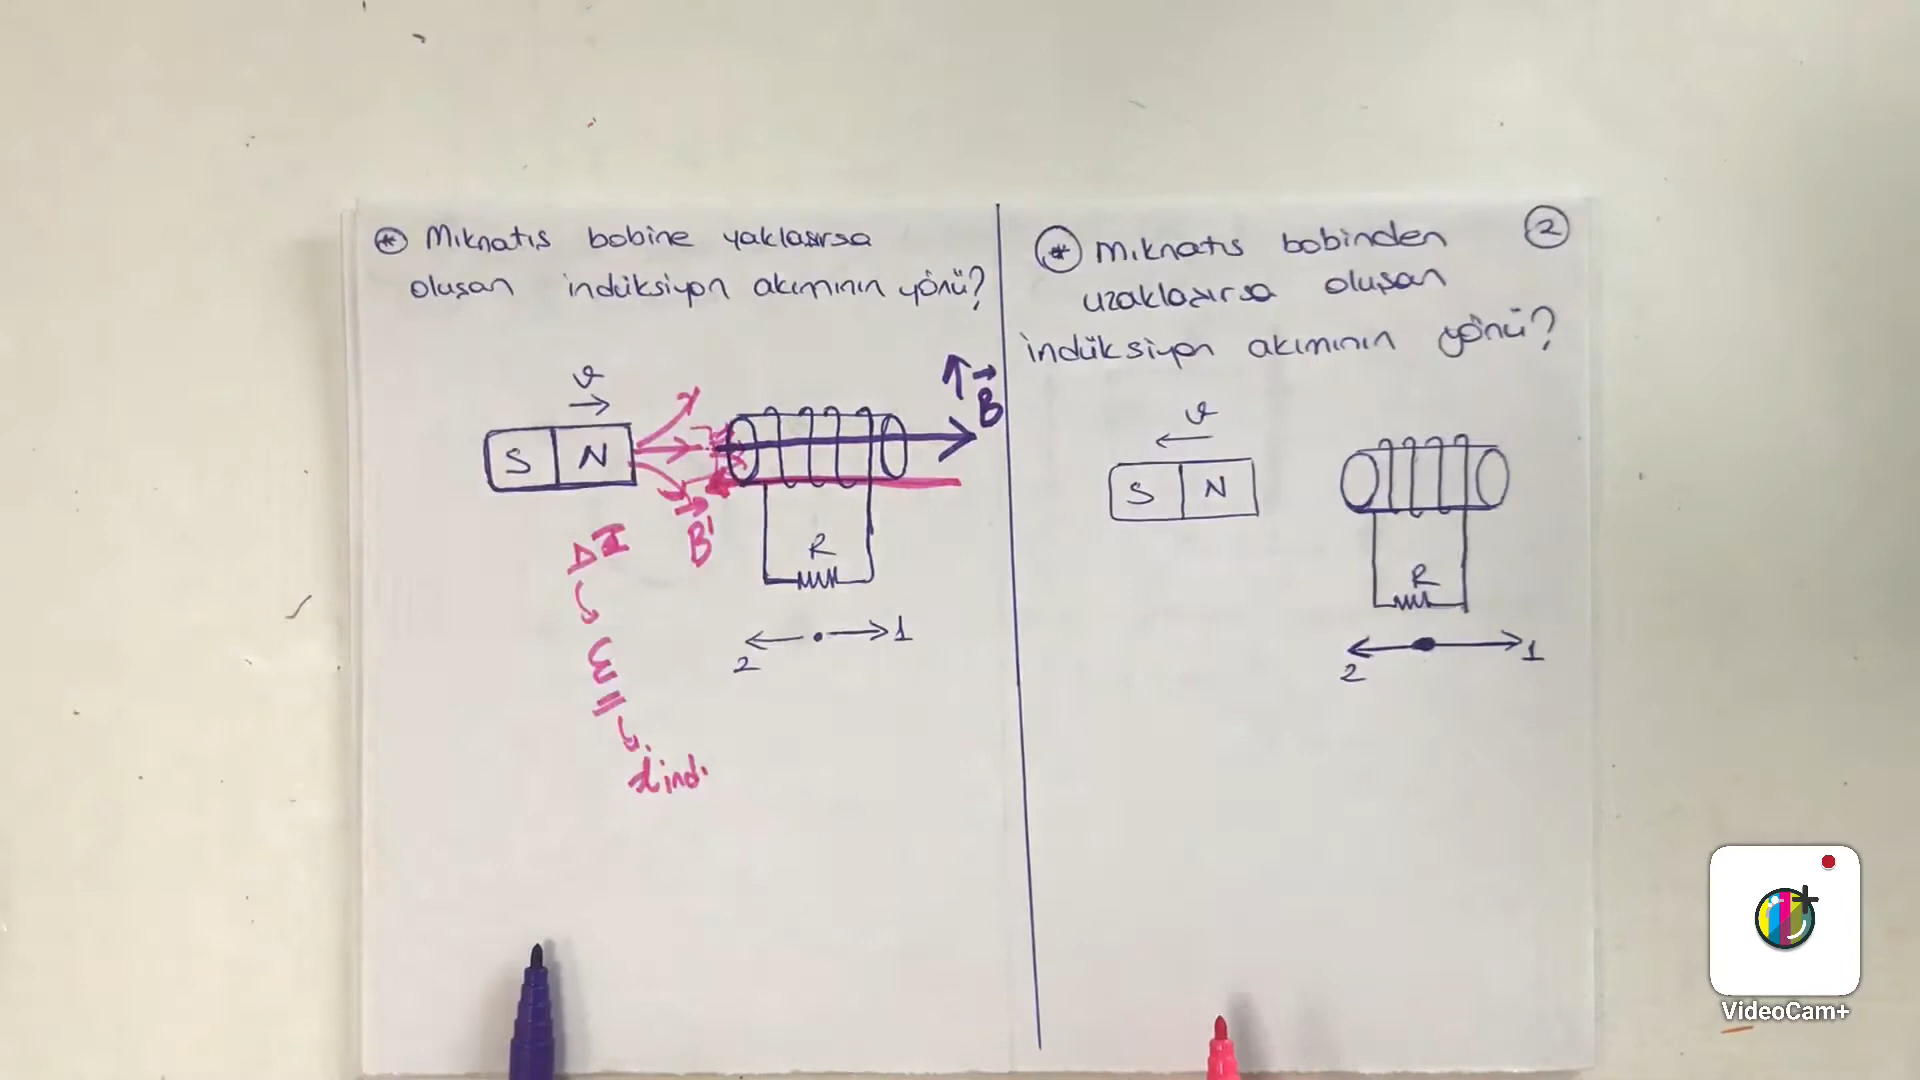 * Mıknatıs bobine yaklaşırsa
oluşan indüksiyon akımının yönü?
ϑ
S N
B
B'
R
2 1
ΔΦ
ε
iind.
* Mıknatıs bobinden 2
uzaklaşırsa oluşan
indüksiyon akımının yönü?
ϑ
S N
R
2 1
VideoCam+